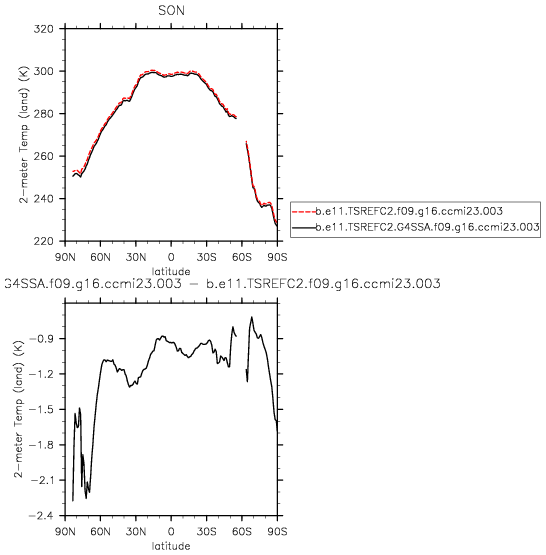 SON
320
300
280
260
240
220
2-meter Temp (land) (K)
90N 60N 30N 0 30S 60S 90S
latitude
b.e11.TSREFC2.f09.g16.ccmi23.003
b.e11.TSREFC2.G4SSA.f09.g16.ccmi23.003
G4SSA.f09.g16.ccmi23.003 - b.e11.TSREFC2.f09.g16.ccmi23.003
-0.9
-1.2
-1.5
-1.8
-2.1
-2.4
2-meter Temp (land) (K)
90N 60N 30N 0 30S 60S 90S
latitude